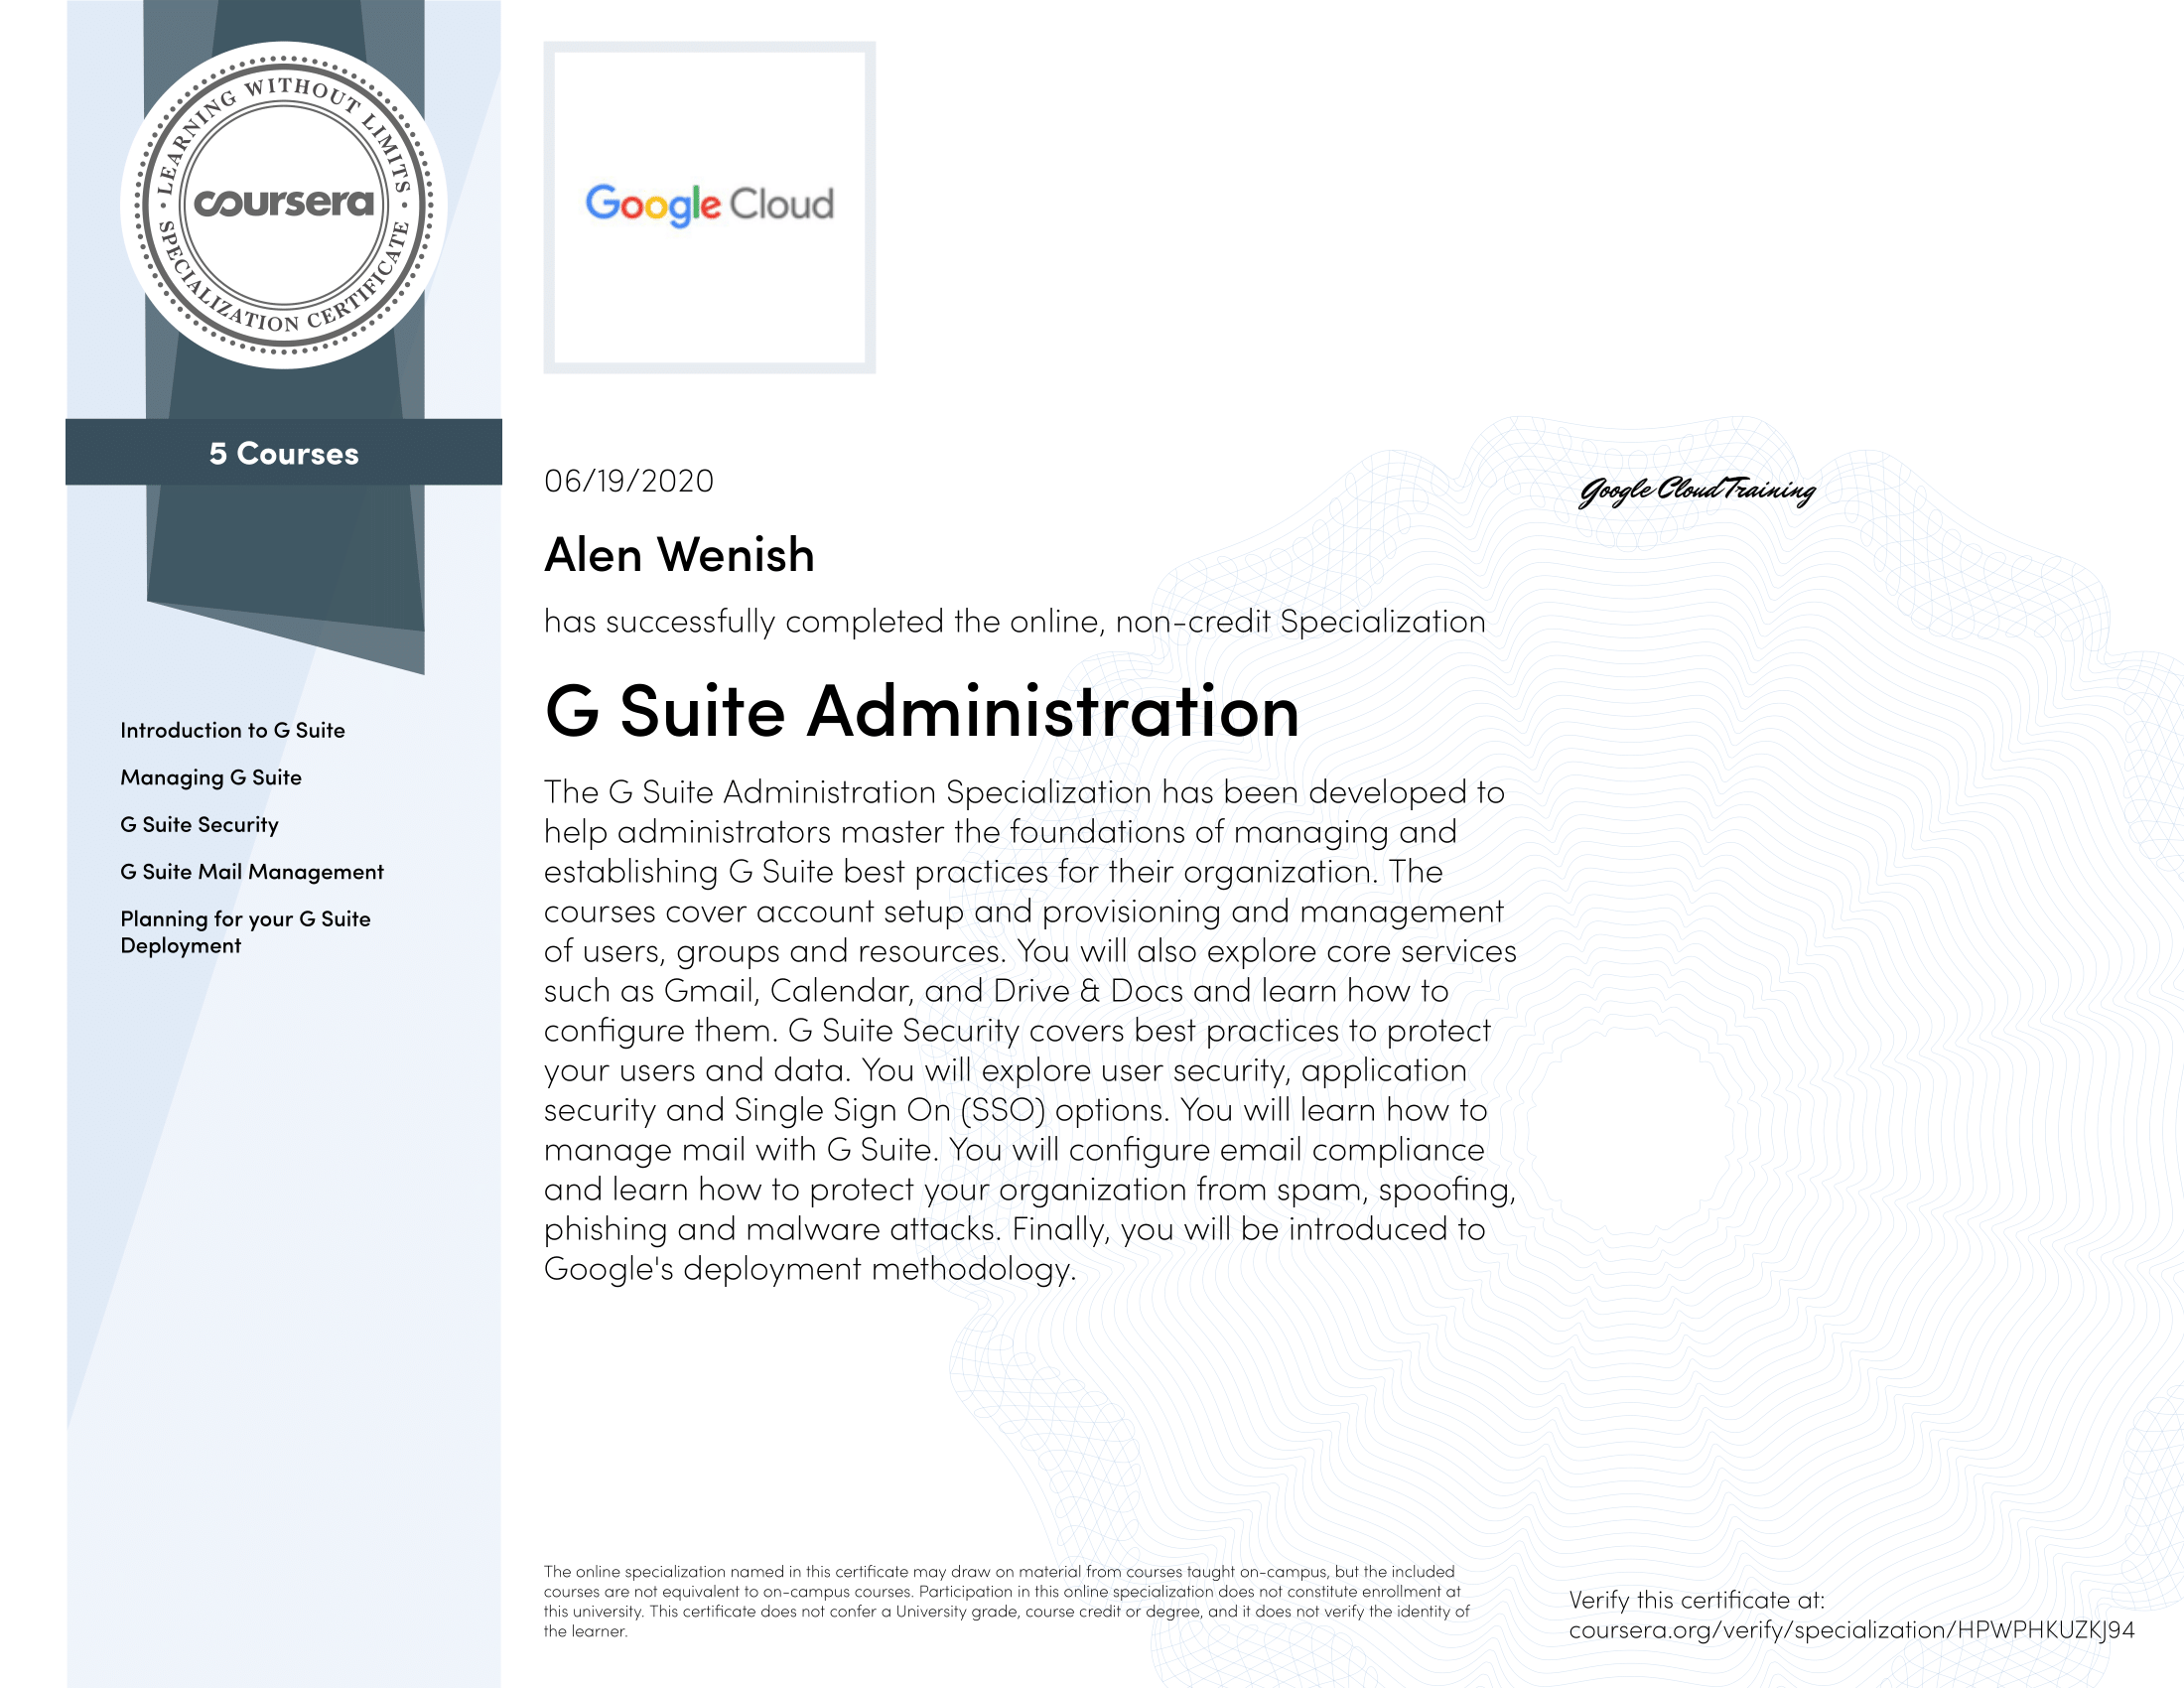 LEARNING WITHOUT LIMITS
coursera
SPECIALIZATION CERTIFICATE
5 Courses
Introduction to G Suite
Managing G Suite
G Suite Security
G Suite Mail Management
Planning for your G Suite
Deployment
Google Cloud
06/19/2020
Alen Wenish
has successfully completed the online, non-credit Specialization
G Suite Administration
The G Suite Administration Specialization has been developed to
help administrators master the foundations of managing and
establishing G Suite best practices for their organization. The
courses cover account setup and provisioning and management
of users, groups and resources. You will also explore core services
such as Gmail, Calendar, and Drive & Docs and learn how to
configure them. G Suite Security covers best practices to protect
your users and data. You will explore user security, application
security and Single Sign On (SSO) options. You will learn how to
manage mail with G Suite. You will configure email compliance
and learn how to protect your organization from spam, spoofing,
phishing and malware attacks. Finally, you will be introduced to
Google's deployment methodology.
Google Cloud Training
The online specialization named in this certificate may draw on material from courses taught on-campus, but the included
courses are not equivalent to on-campus courses. Participation in this online specialization does not constitute enrollment at
this university. This certificate does not confer a University grade, course credit or degree, and it does not verify the identity of
the learner.
Verify this certificate at:
coursera.org/verify/specialization/HPWPHKUZKJ94